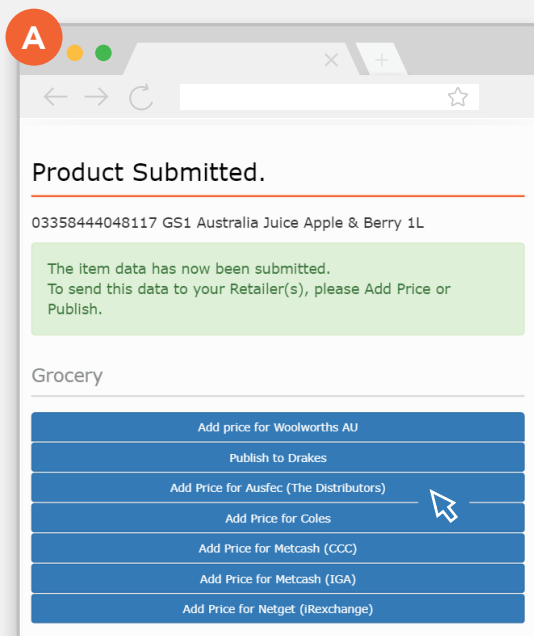 A
Product Submitted.
03358444048117 GS1 Australia Juice Apple & Berry 1L
The item data has now been submitted.
To send this data to your Retailer(s), please Add Price or
Publish.
Grocery
Add price for Woolworths AU
Publish to Drakes
Add Price for Ausfec (The Distributors)
Add Price for Coles
Add Price for Metcash (CCC)
Add Price for Metcash (IGA)
Add Price for Netget (iRexchange)